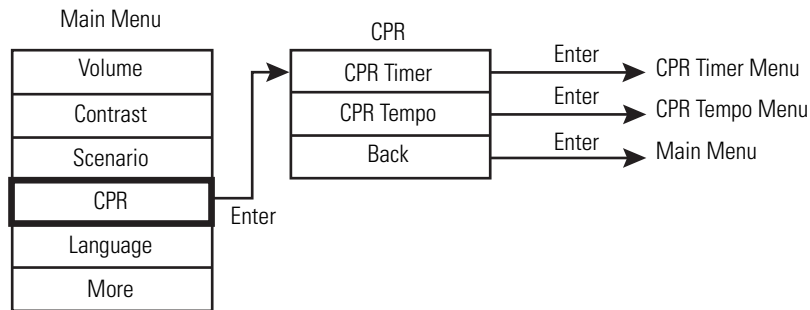 Main Menu
Volume
Contrast
Scenario
CPR
Language
More
Enter
CPR
CPR Timer
CPR Tempo
Back
Enter
CPR Timer Menu
Enter
CPR Tempo Menu
Enter
Main Menu